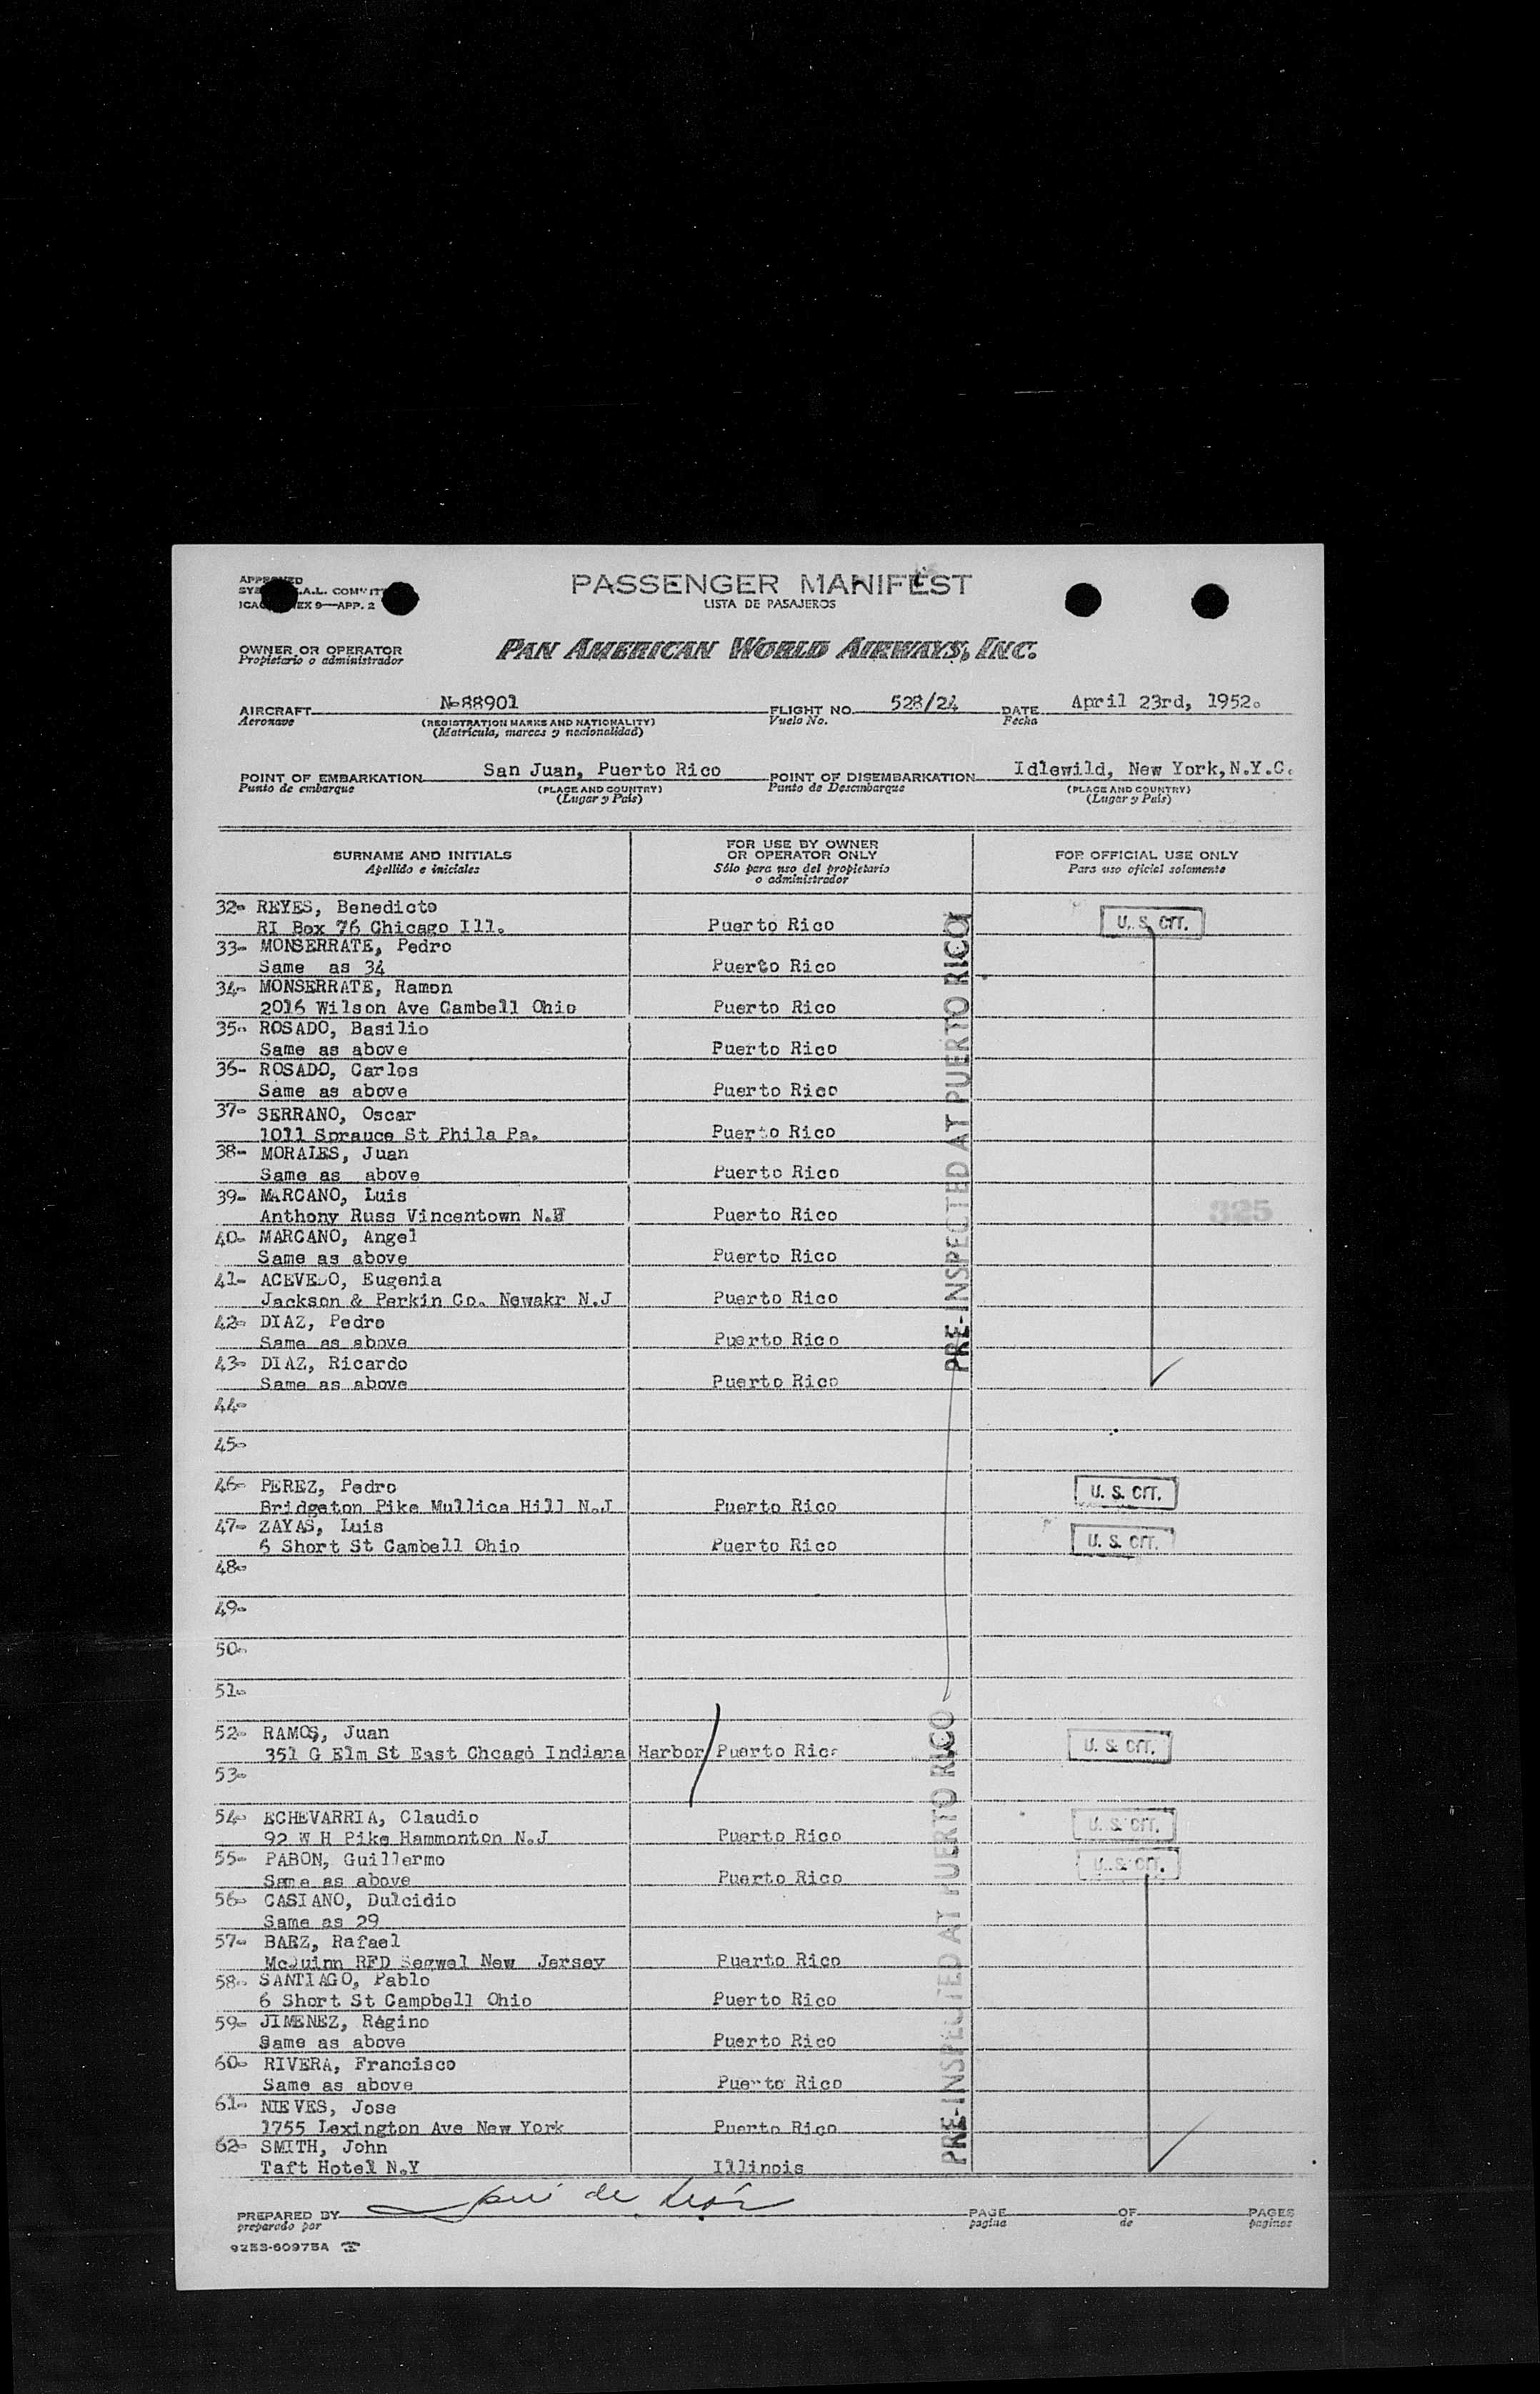 PASSENGER MANIFEST
LISTA DE PASAJEROS
ICAO ANNEX 9—APP. 2
OWNER OR OPERATOR
Propietario o administrador
PAN AMERICAN WORLD AIRWAYS, INC.
AIRCRAFT N-88901 FLIGHT NO. 528/24 DATE April 23rd, 1952.
Aeronave (REGISTRATION MARKS AND NATIONALITY) Vuelo No. Fecha
(Matrícula, marcas y nacionalidad)
POINT OF EMBARKATION San Juan, Puerto Rico POINT OF DISEMBARKATION Idlewild, New York, N.Y.C.
Punto de embarque (PLACE AND COUNTRY) Punto de Desembarque (PLACE AND COUNTRY)
(Lugar y País) (Lugar y País)
SURNAME AND INITIALS FOR USE BY OWNER OR OPERATOR ONLY FOR OFFICIAL USE ONLY
Apellido e iniciales Sólo para uso del propietario o administrador Para uso oficial solamente
32- REYES, Benedicto
RI Box 76 Chicago Ill. Puerto Rico U. S. CIT.
33- MONSERRATE, Pedro
Same as 34 Puerto Rico
34- MONSERRATE, Ramon
2016 Wilson Ave Cambell Ohio Puerto Rico
35- ROSADO, Basilio
Same as above Puerto Rico
36- ROSADO, Carlos
Same as above Puerto Rico
37- SERRANO, Oscar
1011 Sprauce St Phila Pa. Puerto Rico
38- MORALES, Juan
Same as above Puerto Rico
39- MARCANO, Luis
Anthony Russ Vincentown Puerto Rico
325
40- MARCANO, Angel
Same as above Puerto Rico
41- ACEVEDO, Eugenia
Jackson & Perkin Co. Newakr N.J Puerto Rico
42- DIAZ, Pedro
Same as above Puerto Rico
43- DIAZ, Ricardo
Same as above Puerto Rico
PRE-INSPECTED AT PUERTO RICO
44-
45-
46- PEREZ, Pedro
Bridgeton Pike Mullica Hill N.J Puerto Rico U. S. CIT.
47- ZAYAS, Luis
6 Short St Cambell Ohio Puerto Rico U. S. CIT.
48-
49-
50-
51-
52- RAMOS, Juan
351 G Elm St East Chcago Indiana Harbor/Puerto Rico U. S. CIT.
53-
54- ECHEVARRIA, Claudio
92 W H Pike Hammonton N.J Puerto Rico U. S. CIT.
55- PABON, Guillermo
Same as above Puerto Rico U. S. CIT.
56- CASIANO, Dulcidio
Same as 29
57- BAEZ, Rafael
McQuinn RFD Segwel New Jersey Puerto Rico
58- SANTIAGO, Pablo
6 Short St Campbell Ohio Puerto Rico
59- JIMENEZ, Regino
Same as above Puerto Rico
60- RIVERA, Francisco
Same as above Puerto Rico
61- NIEVES, Jose
1755 Lexington Ave New York Puerto Rico
62- SMITH, John
Taft Hotel N.Y Illinois
PRE-INSPECTED AT PUERTO RICO
PREPARED BY de León PAGE OF PAGES
preparado por pagina de paginas
9253-60975A